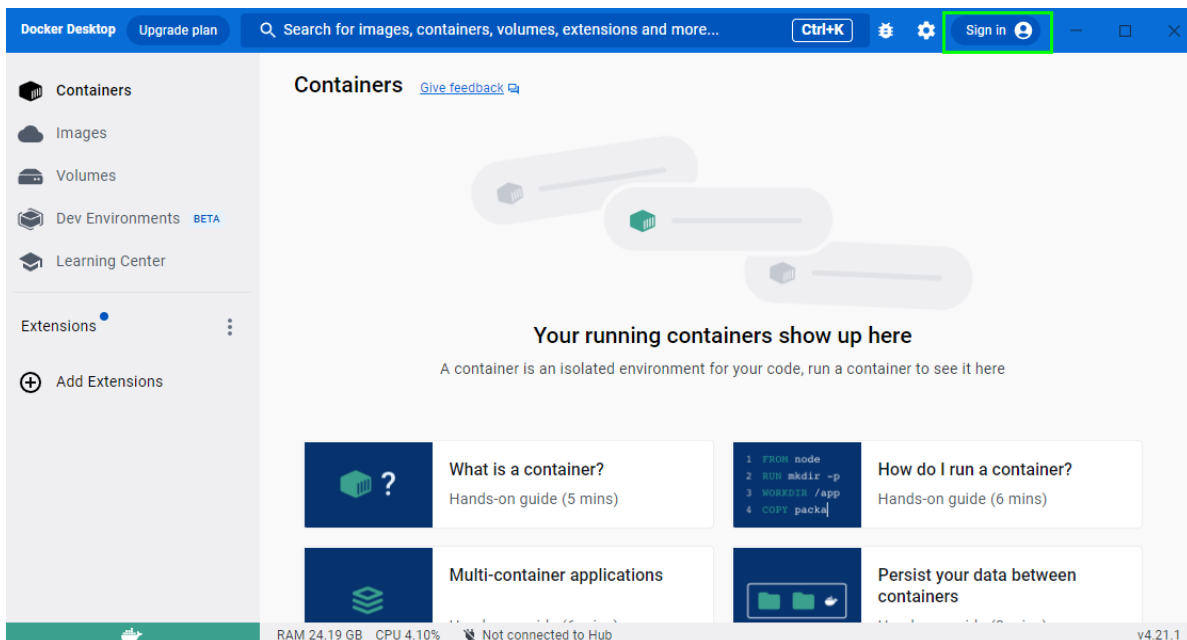 Docker Desktop Upgrade plan Search for images, containers, volumes, extensions and more... Ctrl+K Sign in
Containers
Images
Volumes
Dev Environments BETA
Learning Center
Extensions
Add Extensions
Containers Give feedback
Your running containers show up here
A container is an isolated environment for your code, run a container to see it here
?
What is a container?
Hands-on guide (5 mins)
1 FROM node
2 RUN mkdir -p
3 WORKDIR /app
4 COPY packa
How do I run a container?
Hands-on guide (6 mins)
Multi-container applications
Persist your data between
containers
RAM 24.19 GB CPU 4.10% Not connected to Hub v4.21.1